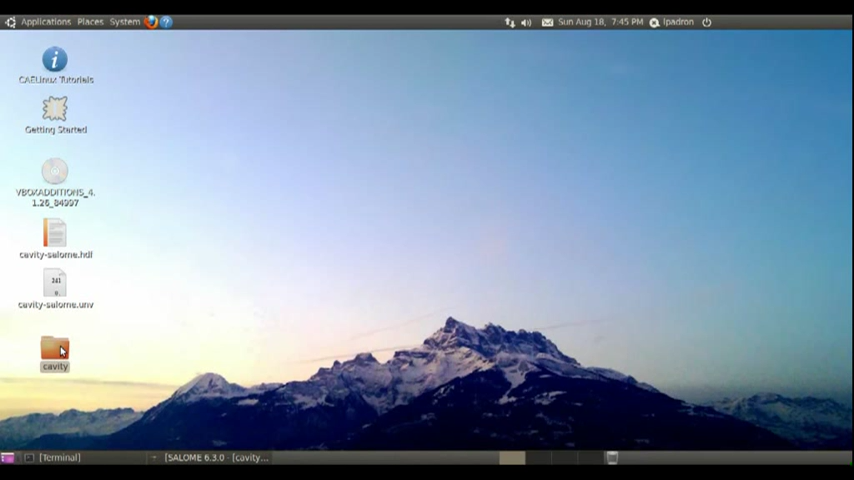 Applications Places System
Sun Aug 18, 7:45 PM lpadron
CAELinux Tutorials
Getting Started
VBOXADDITIONS_4.
1.26_84997
cavity-salome.hdf
cavity-salome.unv
cavity
[Terminal]
[SALOME 6.3.0 - [cavity...